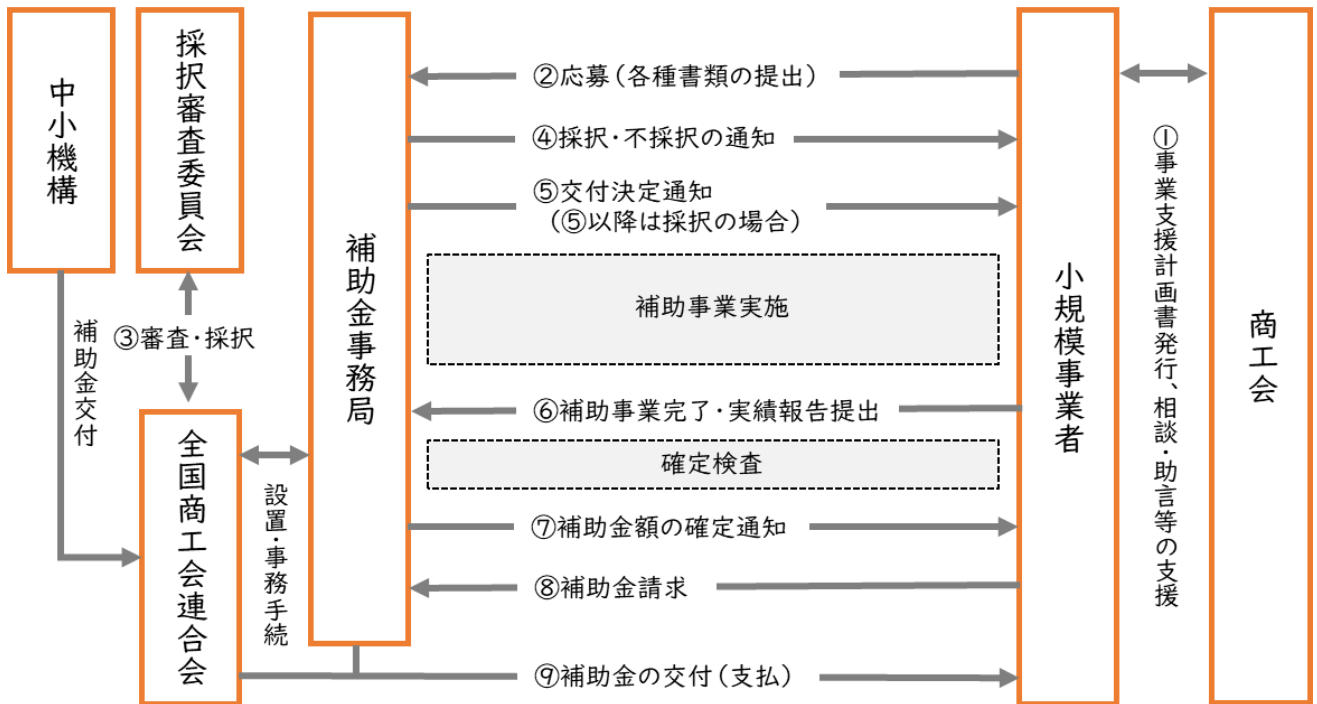 中小機構
採択審査委員会
補助金事務局
小規模事業者
商工会
全国商工会連合会
補助金交付
③審査・採択
設置・事務手続
①事業支援計画書発行、相談・助言等の支援
②応募(各種書類の提出)
④採択・不採択の通知
⑤交付決定通知
(⑤以降は採択の場合)
補助事業実施
⑥補助事業完了・実績報告提出
確定検査
⑦補助金額の確定通知
⑧補助金請求
⑨補助金の交付(支払)